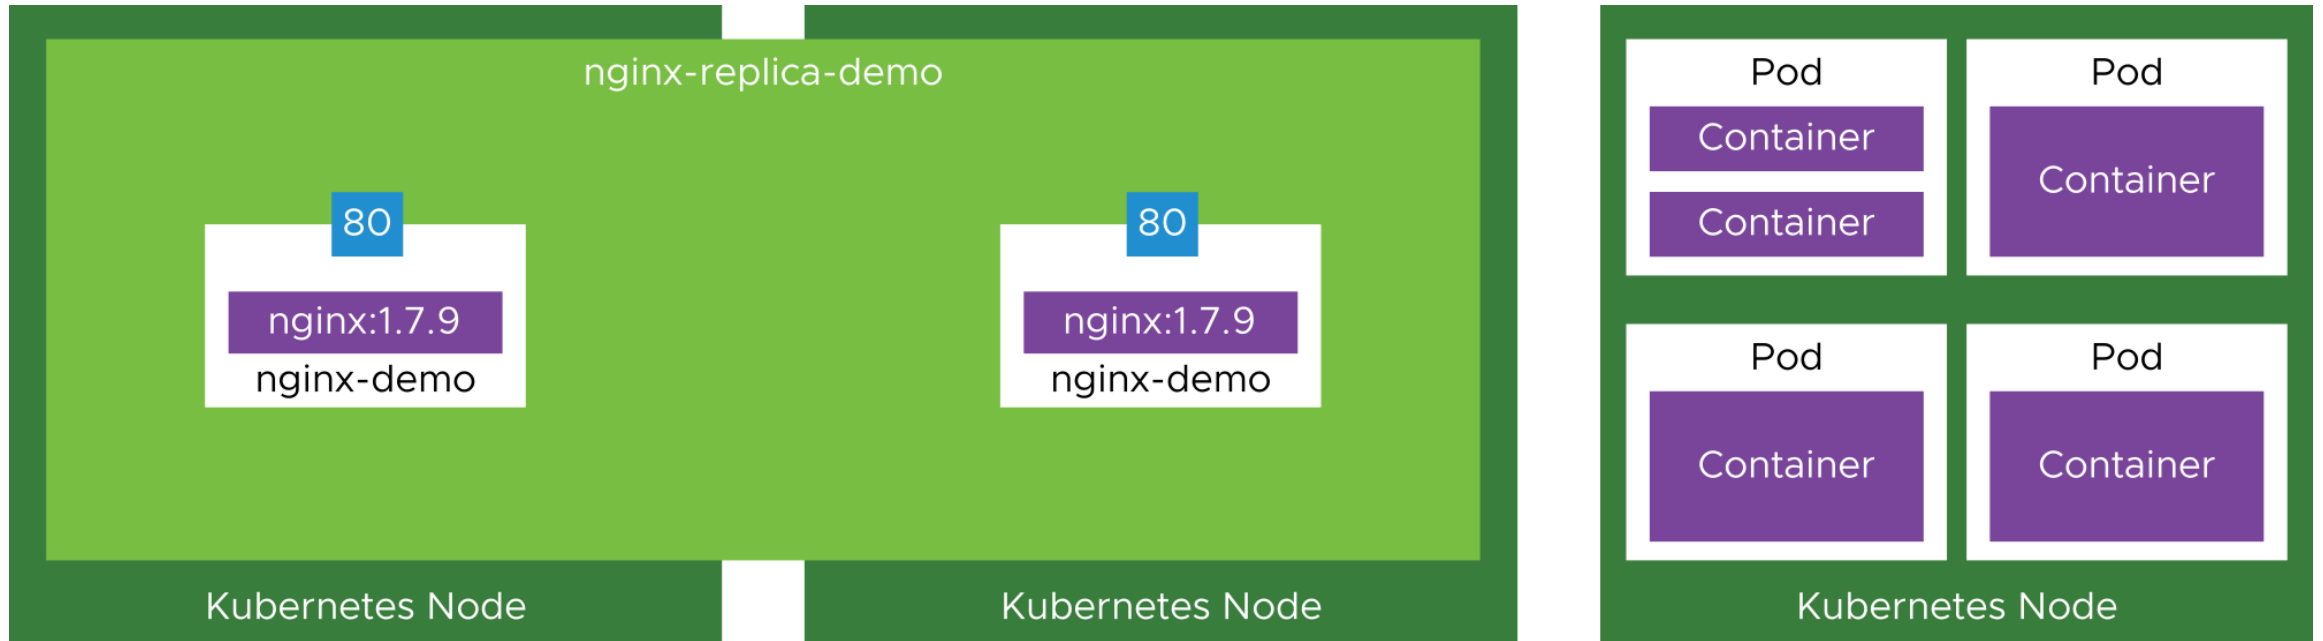 nginx-replica-demo
80
nginx:1.7.9
nginx-demo
80
nginx:1.7.9
nginx-demo
Kubernetes Node
Kubernetes Node
Pod
Container
Container
Pod
Container
Pod
Container
Pod
Container
Kubernetes Node